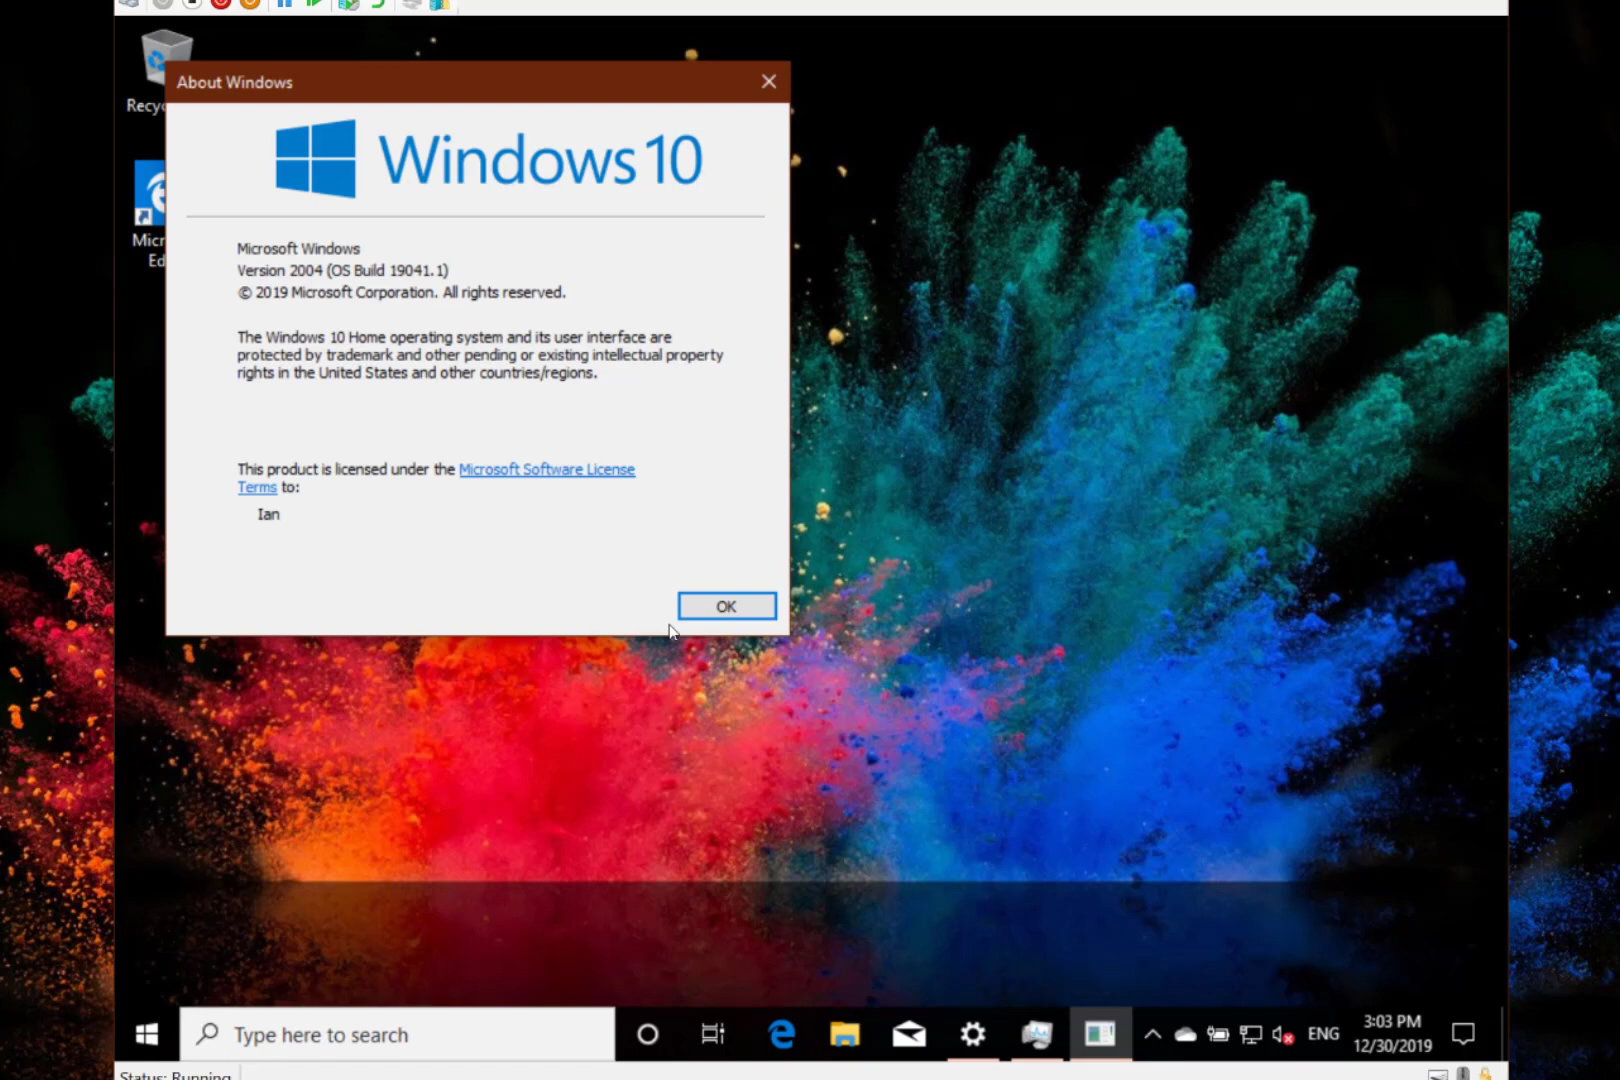 Recyc
About Windows
Windows 10
Micr
Ed
Microsoft Windows
Version 2004 (OS Build 19041.1)
© 2019 Microsoft Corporation. All rights reserved.
The Windows 10 Home operating system and its user interface are
protected by trademark and other pending or existing intellectual property
rights in the United States and other countries/regions.
This product is licensed under the Microsoft Software License
Terms to:
Ian
OK
Type here to search
ENG
3:03 PM
12/30/2019
Status: Running